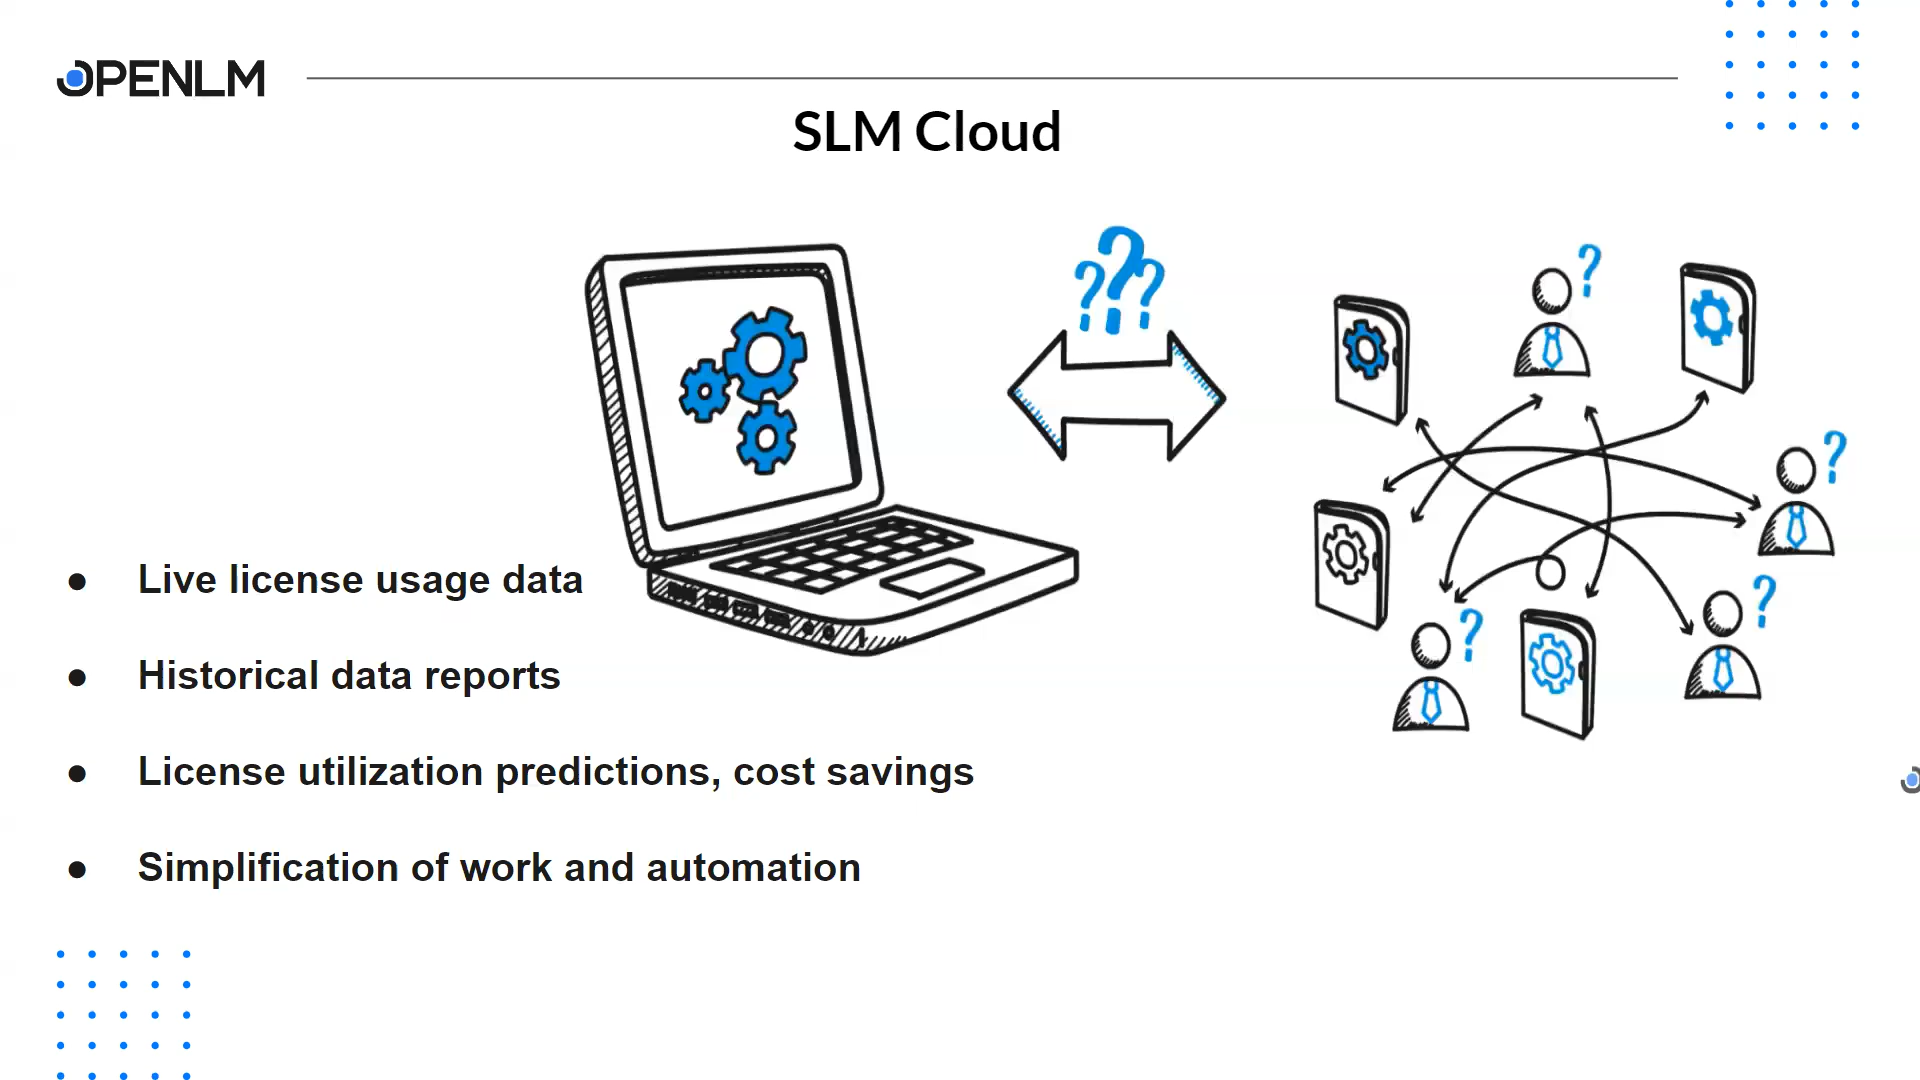 OPENLM
SLM Cloud
???
?
?
?
?
● Live license usage data
● Historical data reports
● License utilization predictions, cost savings
● Simplification of work and automation